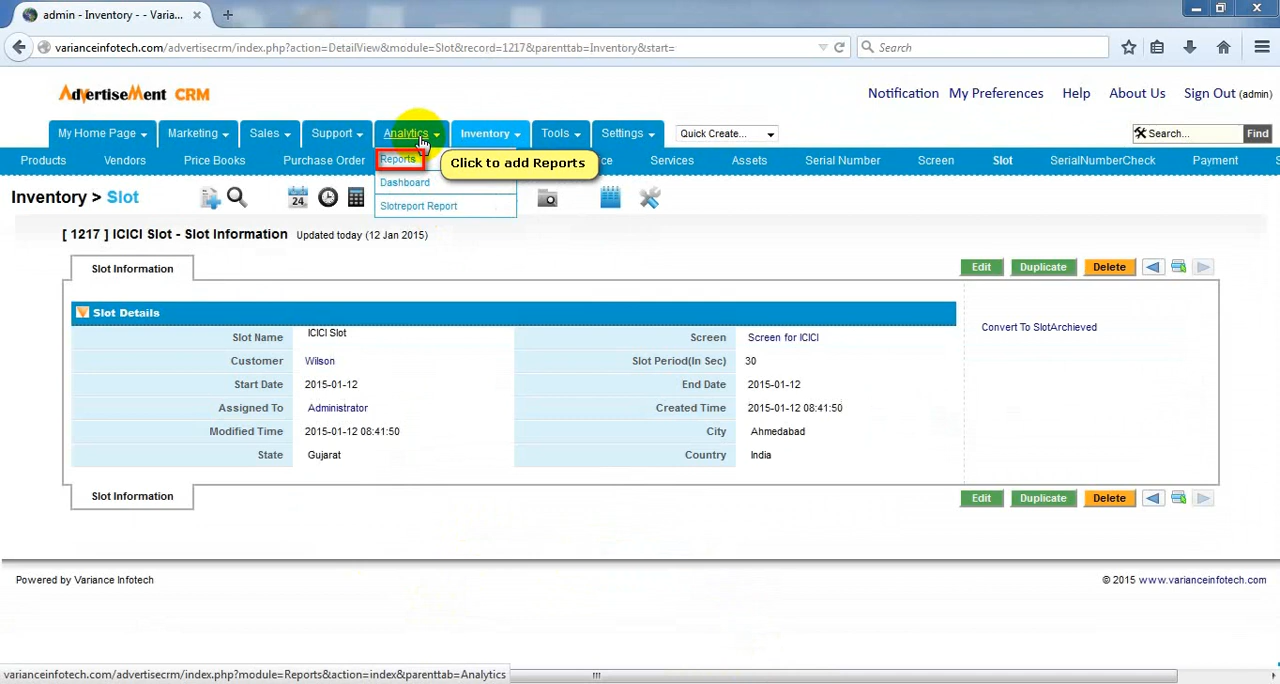 admin - Inventory - - Varia...
varianceinfotech.com/advertisecrm/index.php?action=DetailView&module=Slot&record=1217&parenttab=Inventory&start=
Search
AdvertiseMent CRM
Notification My Preferences Help About Us Sign Out (admin)
My Home Page Marketing Sales Support Analytics Inventory Tools Settings Quick Create... Search... Find
Products Vendors Price Books Purchase Order Reports Click to add Reports ce Services Assets Serial Number Screen Slot SerialNumberCheck Payment S
Dashboard
Inventory > Slot 24
Slotreport Report
[ 1217 ] ICICI Slot - Slot Information Updated today (12 Jan 2015)
Slot Information Edit Duplicate Delete
Slot Details
Convert To SlotArchieved
Slot Name ICICI Slot Screen Screen for ICICI
Customer Wilson Slot Period(In Sec) 30
Start Date 2015-01-12 End Date 2015-01-12
Assigned To Administrator Created Time 2015-01-12 08:41:50
Modified Time 2015-01-12 08:41:50 City Ahmedabad
State Gujarat Country India
Slot Information Edit Duplicate Delete
Powered by Variance Infotech © 2015 www.varianceinfotech.com
varianceinfotech.com/advertisecrm/index.php?module=Reports&action=index&parenttab=Analytics